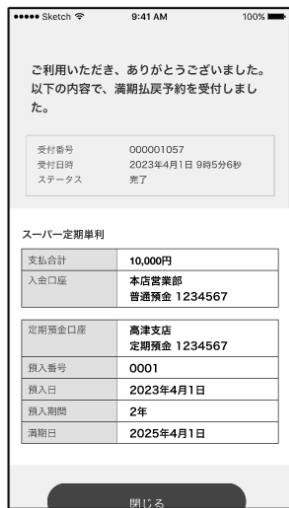 ●●●●● Sketch 9:41 AM 100%
ご利用いただき、ありがとうございました。
以下の内容で、満期払戻予約を受付しまし
た。
受付番号 000001057
受付日時 2023年4月1日 9時5分6秒
ステータス 完了
スーパー定期単利
支払合計 10,000円
入金口座 本店営業部
普通預金 1234567
定期預金口座 高津支店
定期預金 1234567
預入番号 0001
預入日 2023年4月1日
預入期間 2年
満期日 2025年4月1日
閉じる